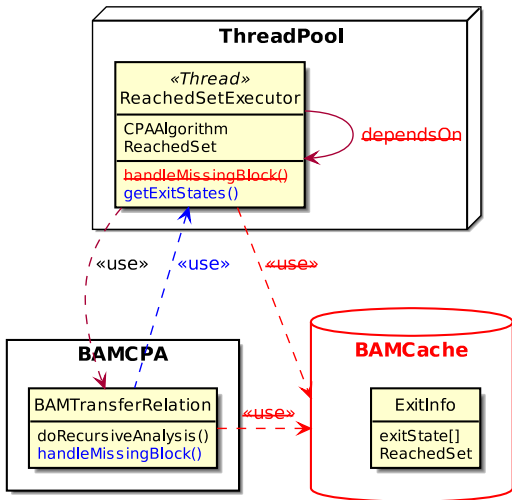 ThreadPool
«Thread»
ReachedSetExecutor
CPAAlgorithm
ReachedSet
handleMissingBlock()
getExitStates()
dependsOn
«use»
«use»
«use»
BAMCPA
BAMTransferRelation
doRecursiveAnalysis()
handleMissingBlock()
«use»
BAMCache
ExitInfo
exitState[]
ReachedSet